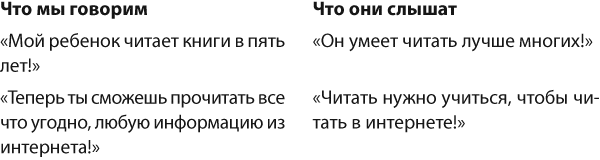 Что мы говорим
Что они слышат
«Мой ребенок читает книги в пять
лет!»
«Он умеет читать лучше многих!»
«Теперь ты сможешь прочитать все
что угодно, любую информацию из
интернета!»
«Читать нужно учиться, чтобы чи-
тать в интернете!»